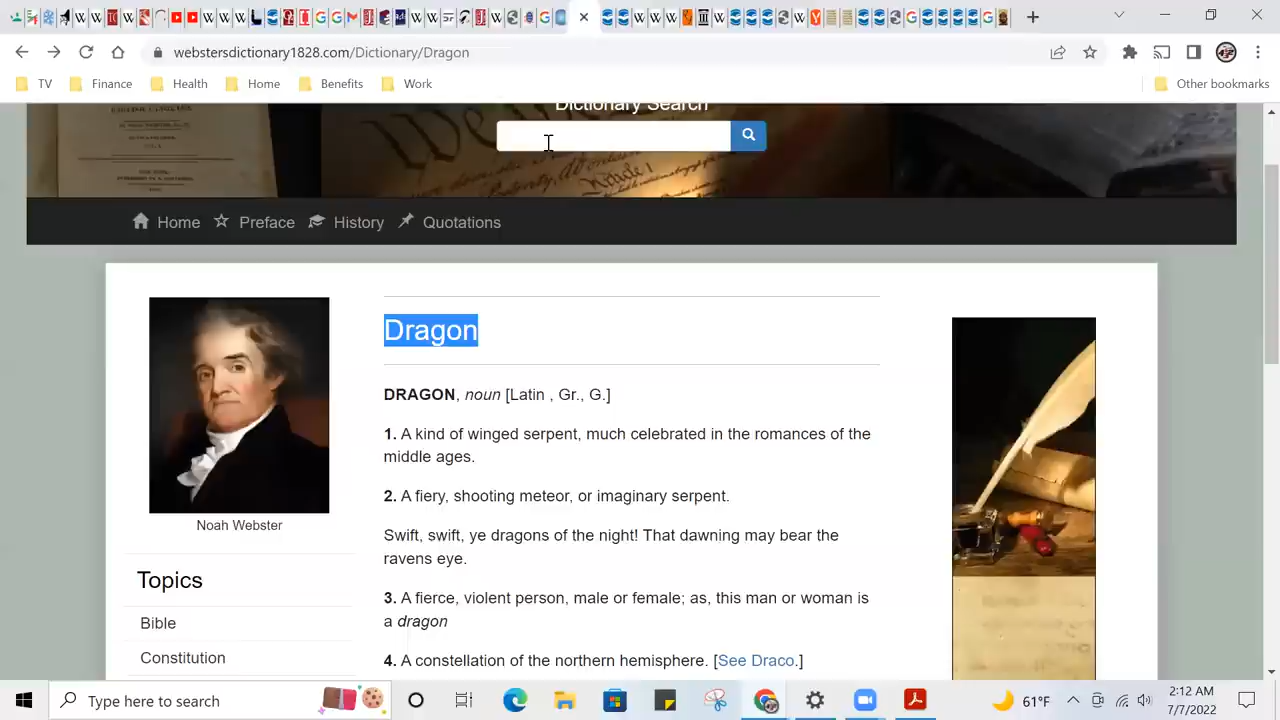 webstersdictionary1828.com/Dictionary/Dragon
TV Finance Health Home Benefits Work Other bookmarks
Dictionary Search
Home Preface History Quotations
Dragon
DRAGON, noun [Latin , Gr., G.]
1. A kind of winged serpent, much celebrated in the romances of the
middle ages.
2. A fiery, shooting meteor, or imaginary serpent.
Swift, swift, ye dragons of the night! That dawning may bear the
ravens eye.
3. A fierce, violent person, male or female; as, this man or woman is
a dragon
4. A constellation of the northern hemisphere. [See Draco.]
Noah Webster
Topics
Bible
Constitution
Type here to search
61°F
2:12 AM
7/7/2022